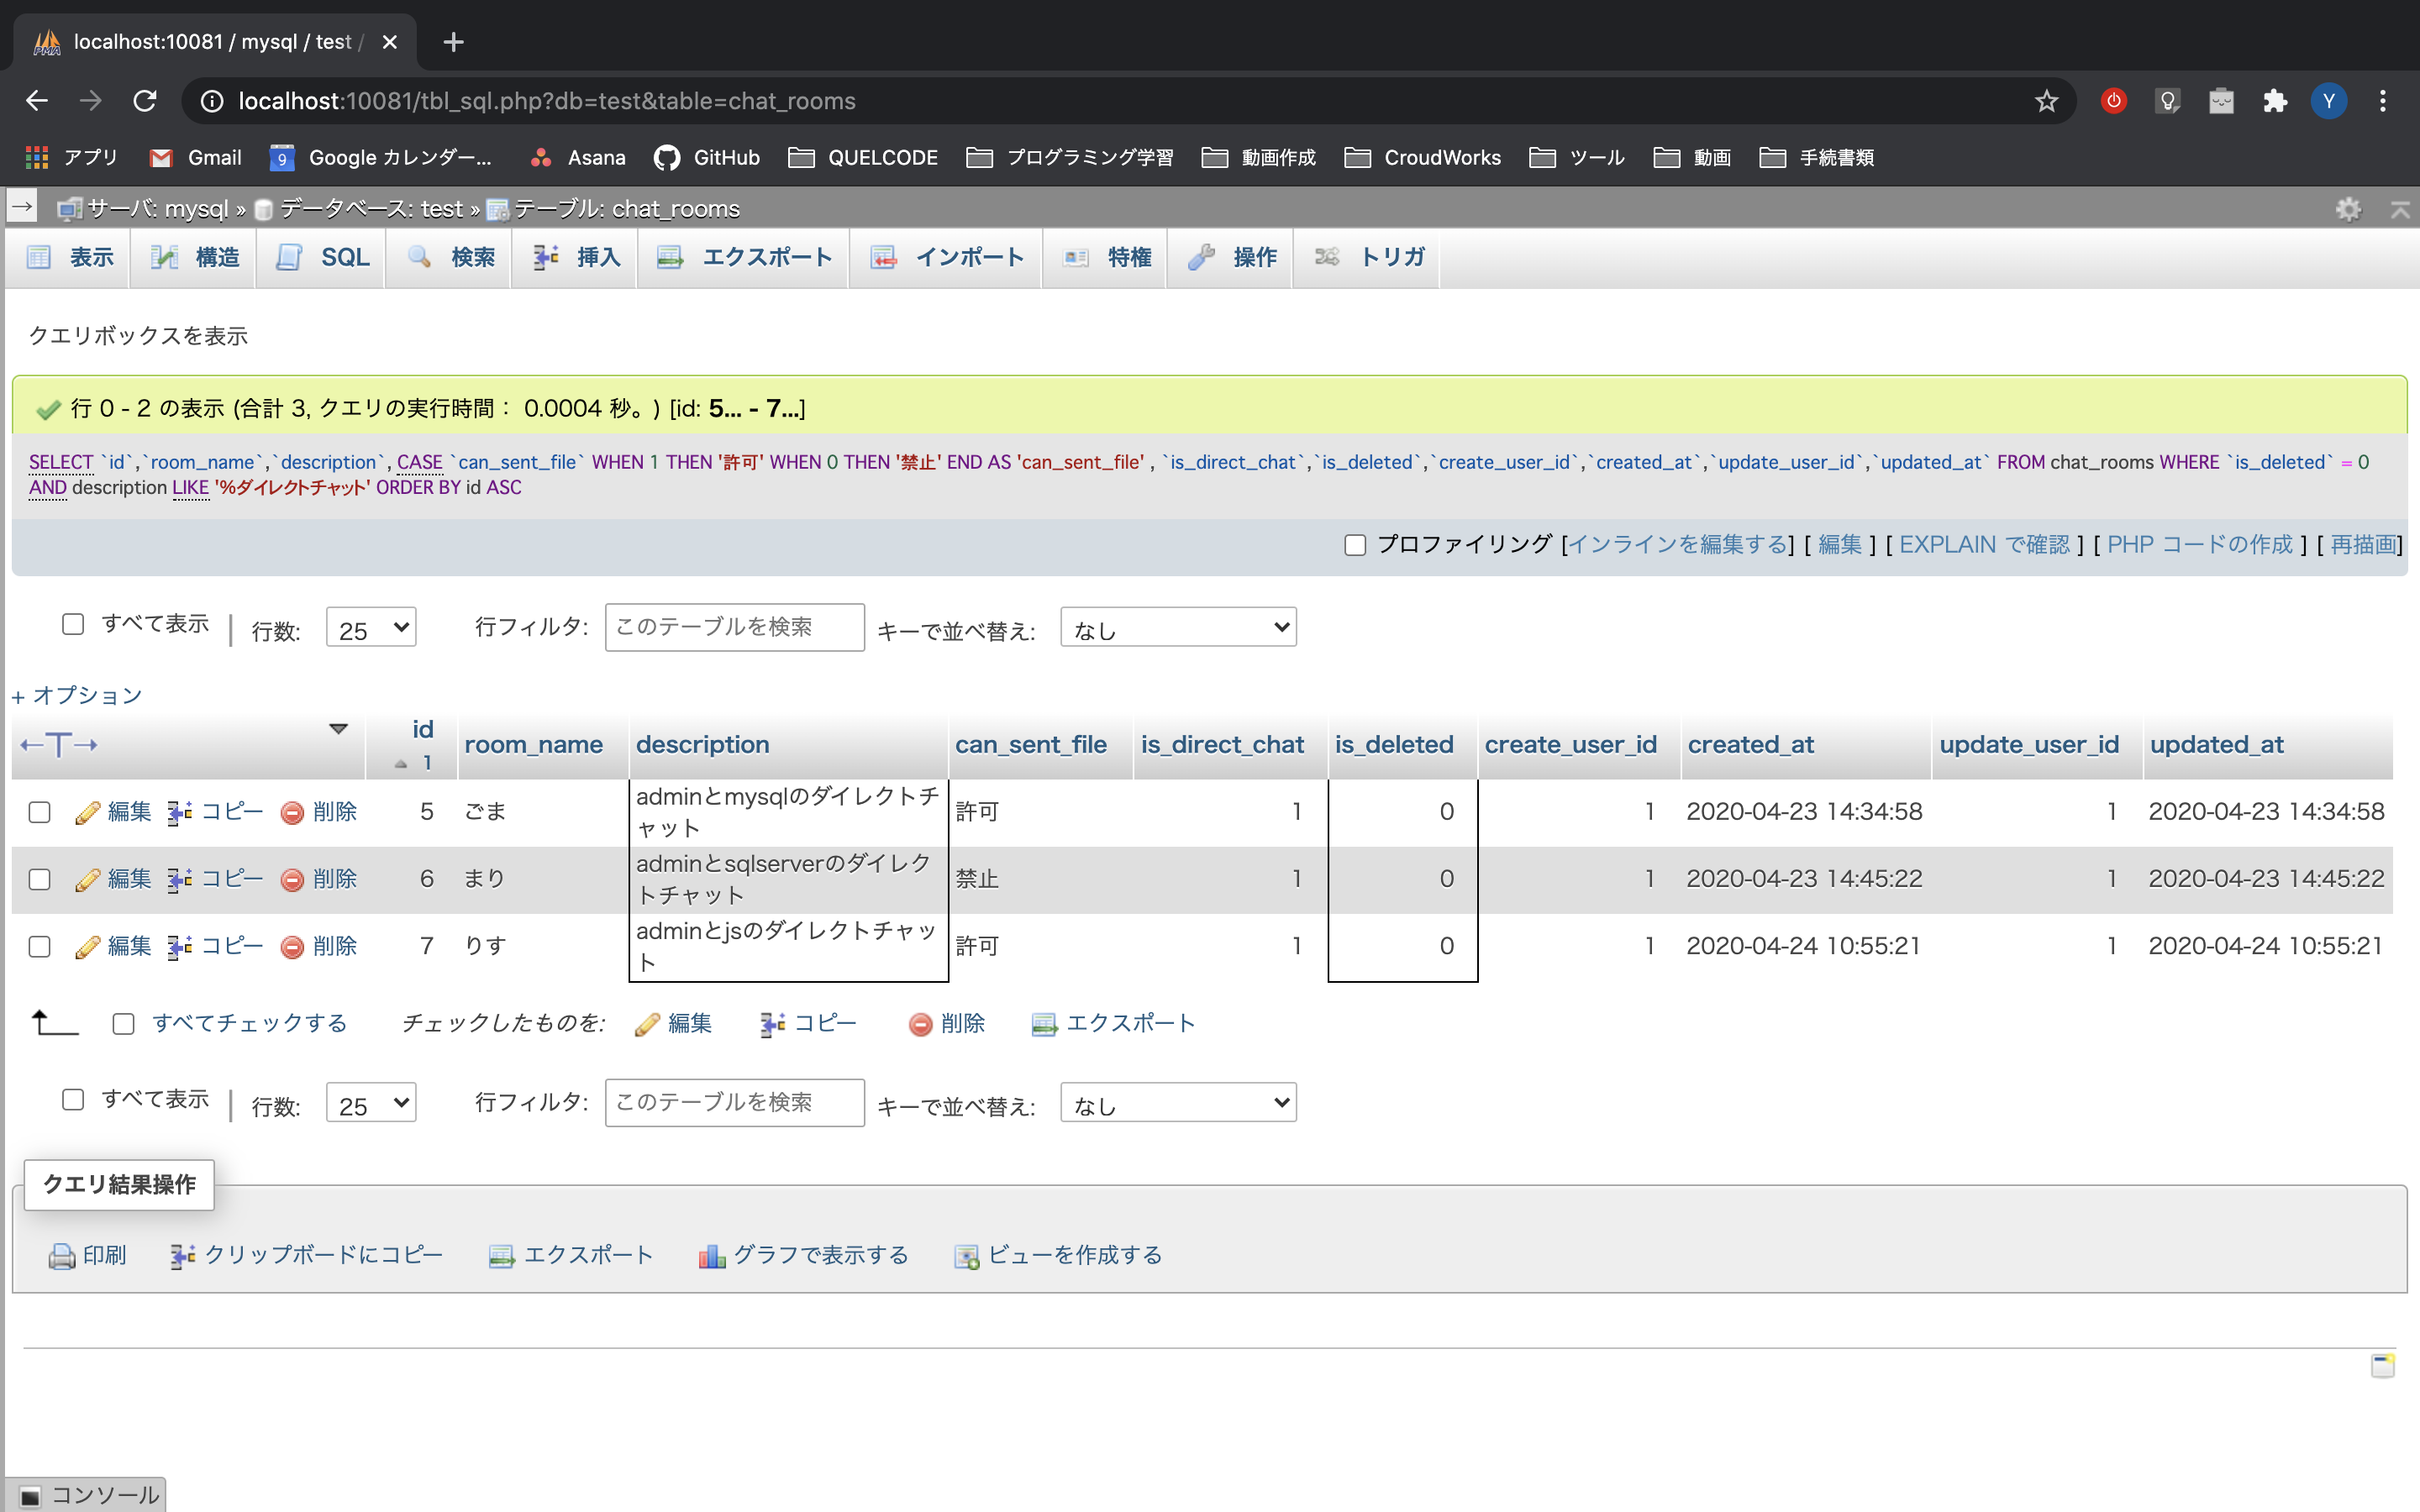 localhost:10081 / mysql / test /
localhost:10081/tbl_sql.php?db=test&table=chat_rooms
Y
アプリ Gmail 9 Google カレンダー... Asana GitHub QUELCODE プログラミング学習 動画作成 CroudWorks ツール 動画 手続書類
サーバ: mysql » データベース: test » テーブル: chat_rooms
表示 構造 SQL 検索 挿入 エクスポート インポート 特権 操作 トリガ
クエリボックスを表示
行 0 - 2 の表示 (合計 3, クエリの実行時間： 0.0004 秒。) [id: 5... - 7...]
SELECT `id`,`room_name`,`description`, CASE `can_sent_file` WHEN 1 THEN '許可' WHEN 0 THEN '禁止' END AS 'can_sent_file' , `is_direct_chat`,`is_deleted`,`create_user_id`,`created_at`,`update_user_id`,`updated_at` FROM chat_rooms WHERE `is_deleted` = 0
AND description LIKE '%ダイレクトチャット' ORDER BY id ASC
プロファイリング [インラインを編集する] [ 編集 ] [ EXPLAIN で確認 ] [ PHP コードの作成 ] [ 再描画]
すべて表示 | 行数: 25 行フィルタ: このテーブルを検索 キーで並べ替え: なし
+ オプション
←T→ id 1 room_name description can_sent_file is_direct_chat is_deleted create_user_id created_at update_user_id updated_at
編集 コピー 削除 5 ごま adminとmysqlのダイレクトチャット 許可 1 0 1 2020-04-23 14:34:58 1 2020-04-23 14:34:58
編集 コピー 削除 6 まり adminとsqlserverのダイレクトチャット 禁止 1 0 1 2020-04-23 14:45:22 1 2020-04-23 14:45:22
編集 コピー 削除 7 りす adminとjsのダイレクトチャット 許可 1 0 1 2020-04-24 10:55:21 1 2020-04-24 10:55:21
すべてチェックする チェックしたものを: 編集 コピー 削除 エクスポート
すべて表示 | 行数: 25 行フィルタ: このテーブルを検索 キーで並べ替え: なし
クエリ結果操作
印刷 クリップボードにコピー エクスポート グラフで表示する ビューを作成する
コンソール